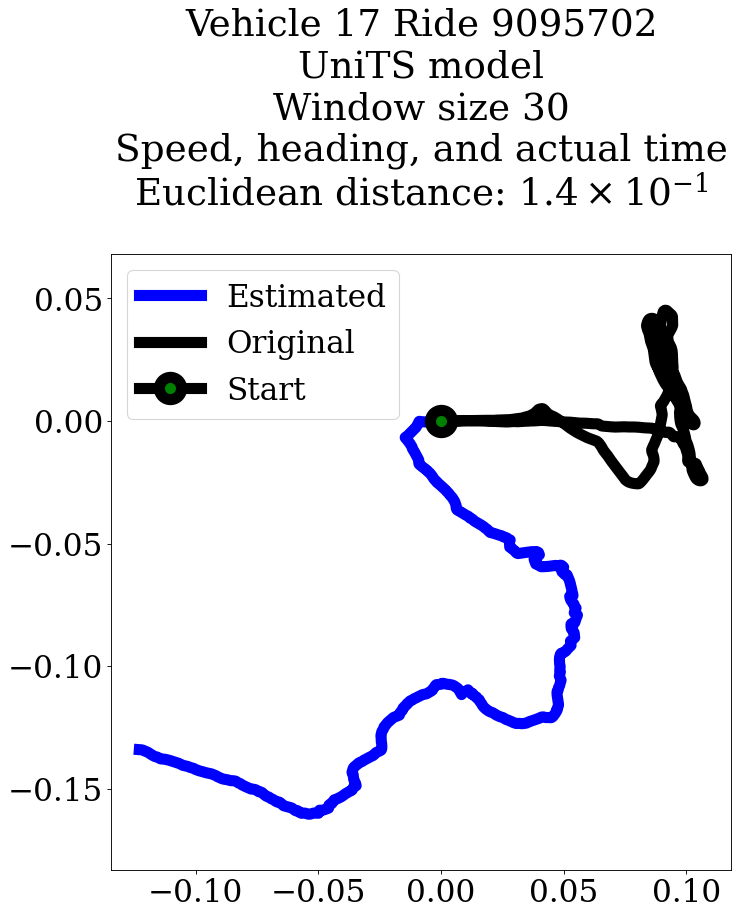 Vehicle 17 Ride 9095702
UniTS model
Window size 30
Speed, heading, and actual time
Euclidean distance: 1.4 × 10⁻¹
Estimated
Original
Start
0.05
0.00
−0.05
−0.10
−0.15
−0.10 −0.05 0.00 0.05 0.10